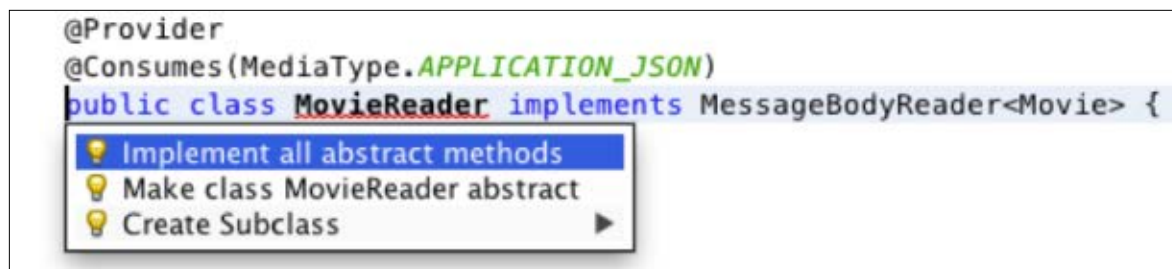 @Provider
@Consumes(MediaType.APPLICATION_JSON)
public class MovieReader implements MessageBodyReader<Movie> {
Implement all abstract methods
Make class MovieReader abstract
Create Subclass